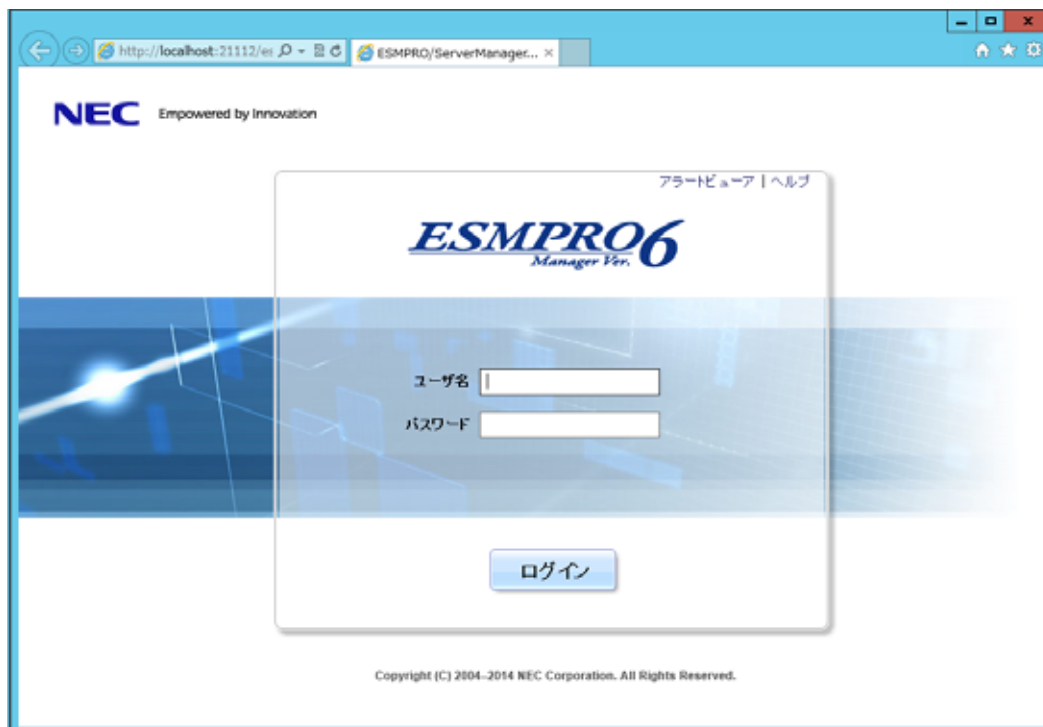 http://localhost:21112/es
ESMPRO/ServerManager...
NEC Empowered by Innovation
アラートビューア | ヘルプ
ESMPRO6
Manager Ver.
ユーザ名
パスワード
ログイン
Copyright (C) 2004-2014 NEC Corporation. All Rights Reserved.